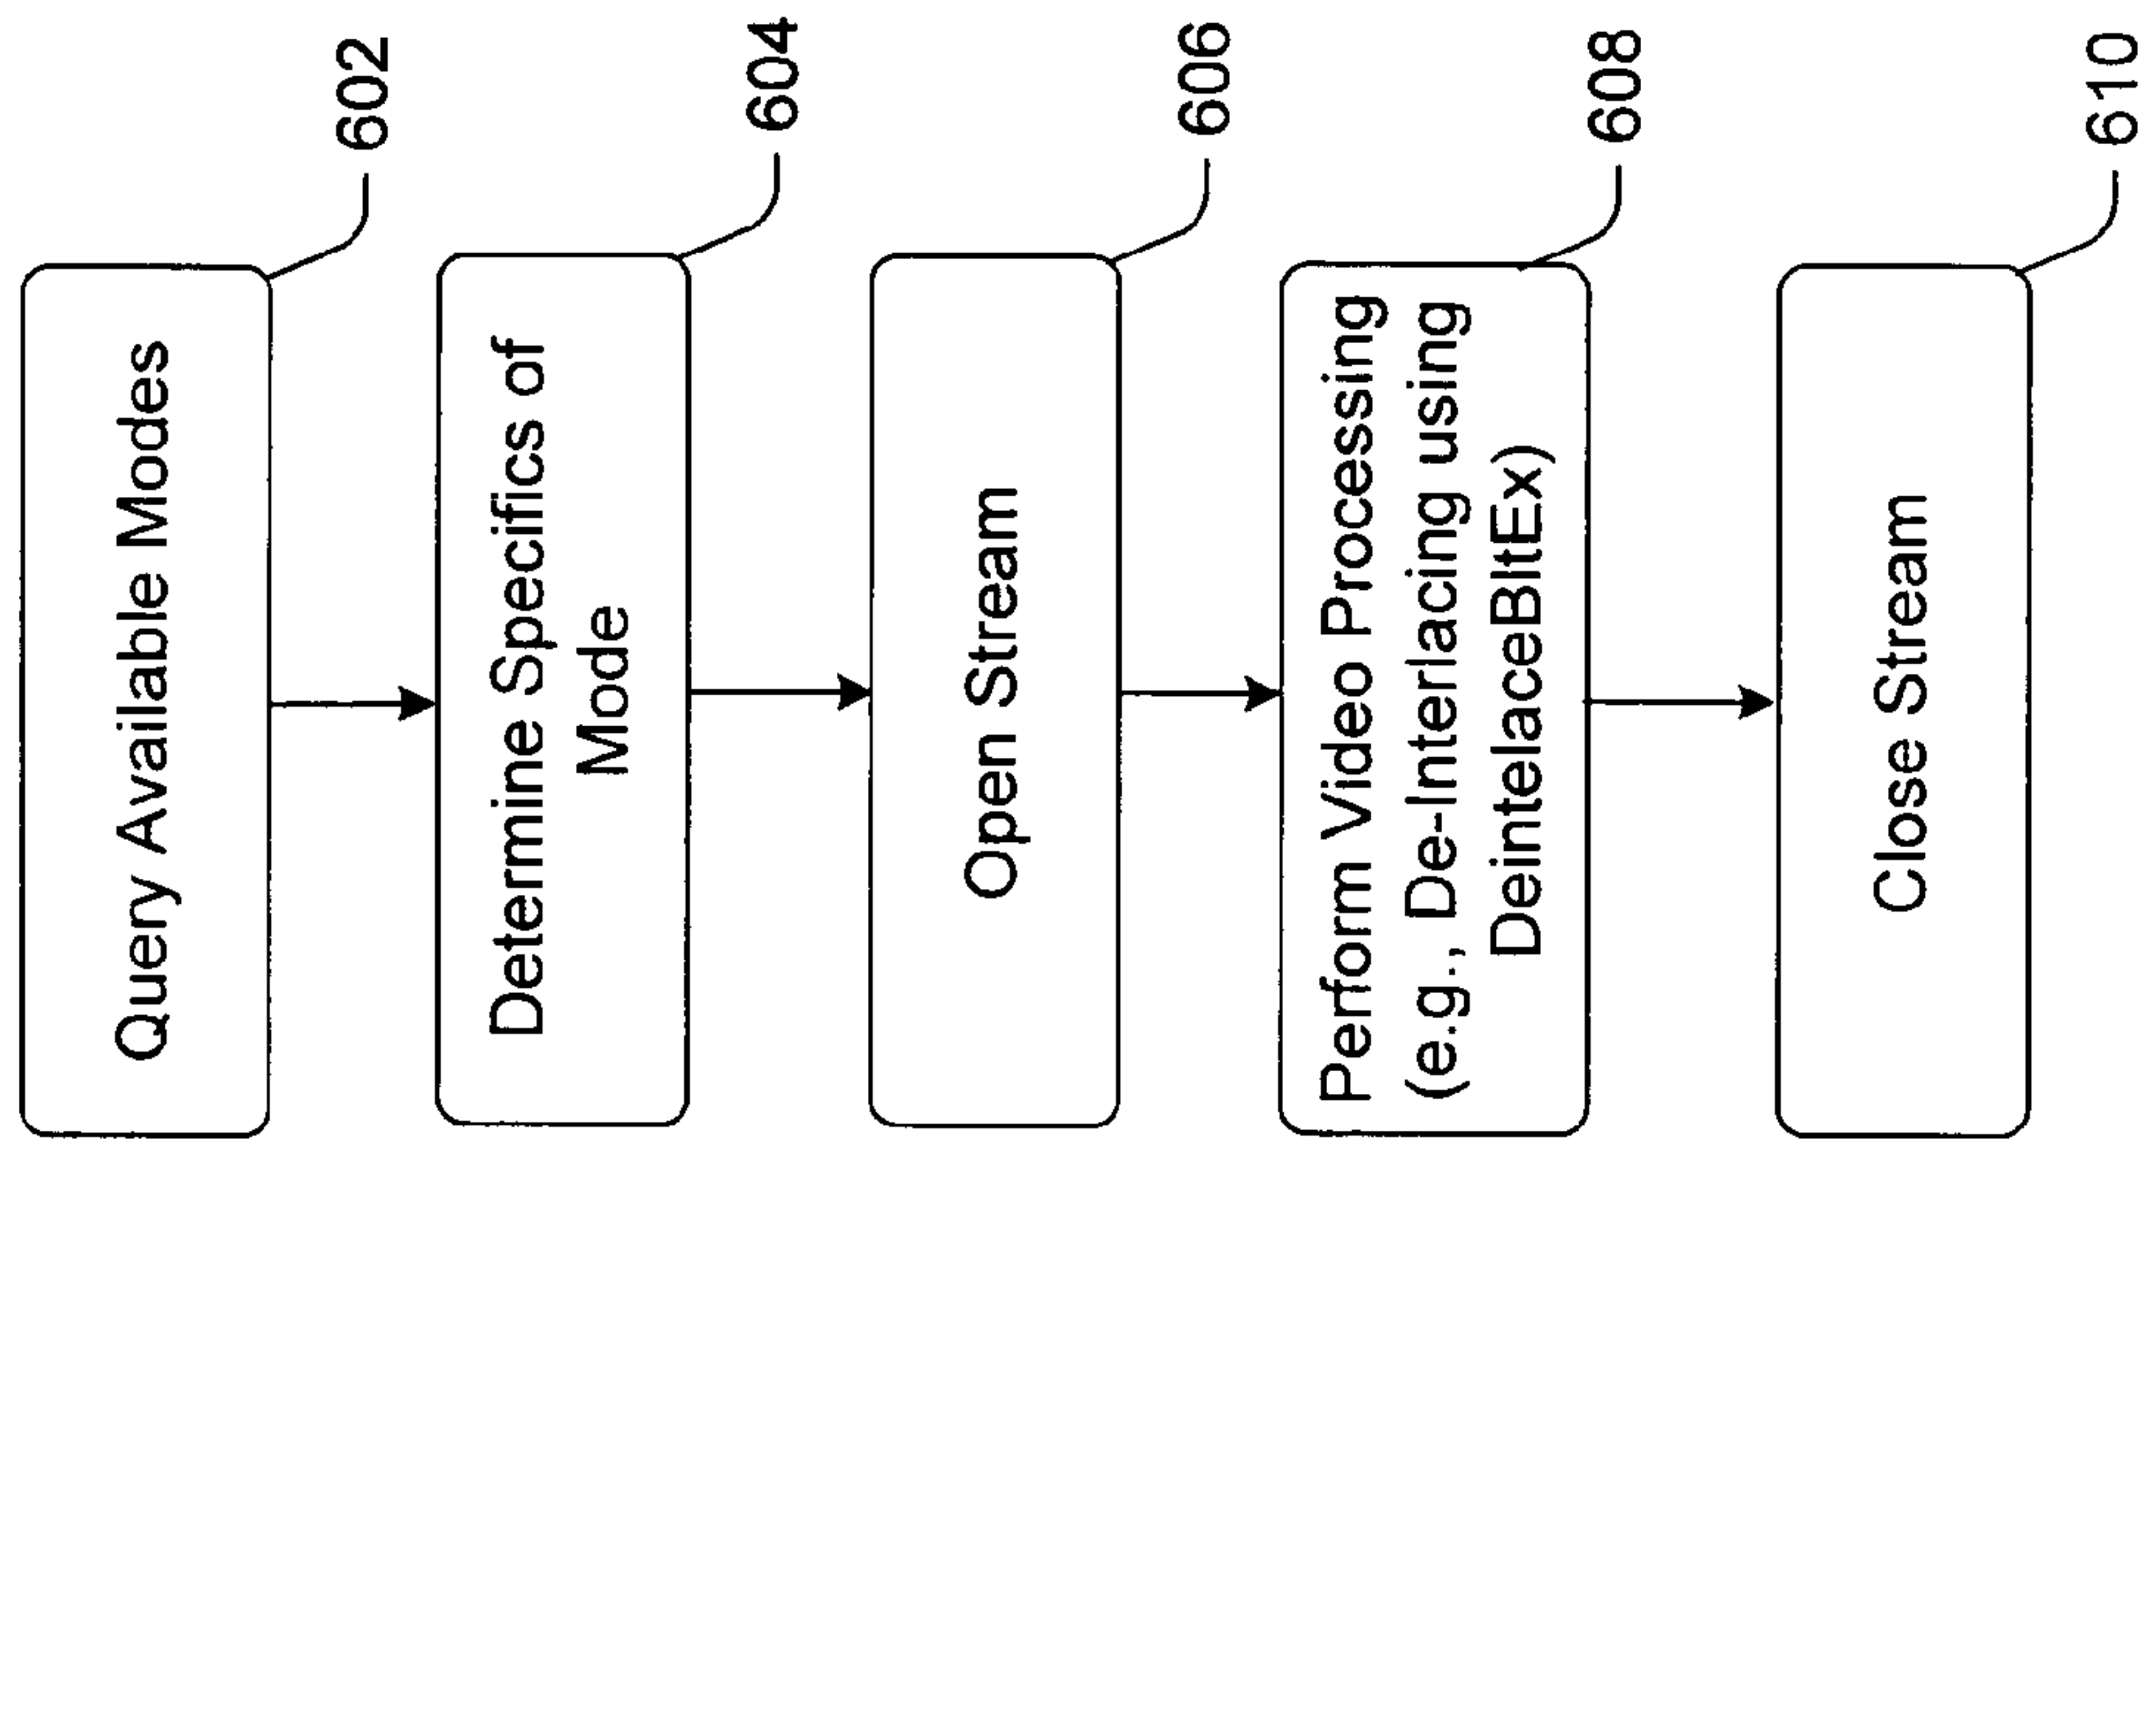 Query Available Modes
602
Determine Specifics of
Mode
604
Open Stream
606
Perform Video Processing
(e.g., De-Interlacing using
DeintelaceBltEx)
608
Close Stream
610